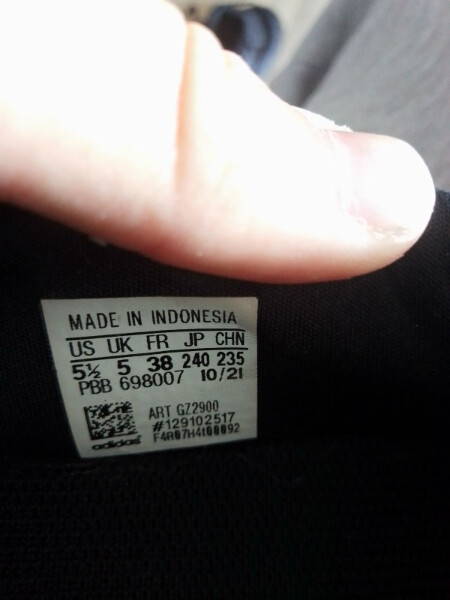 MADE IN INDONESIA
US UK FR JP CHN
5½ 5 38 240 235
PBB 698007 10/21
ART GZ2900
#129102517
F4R07H4100092
adidas